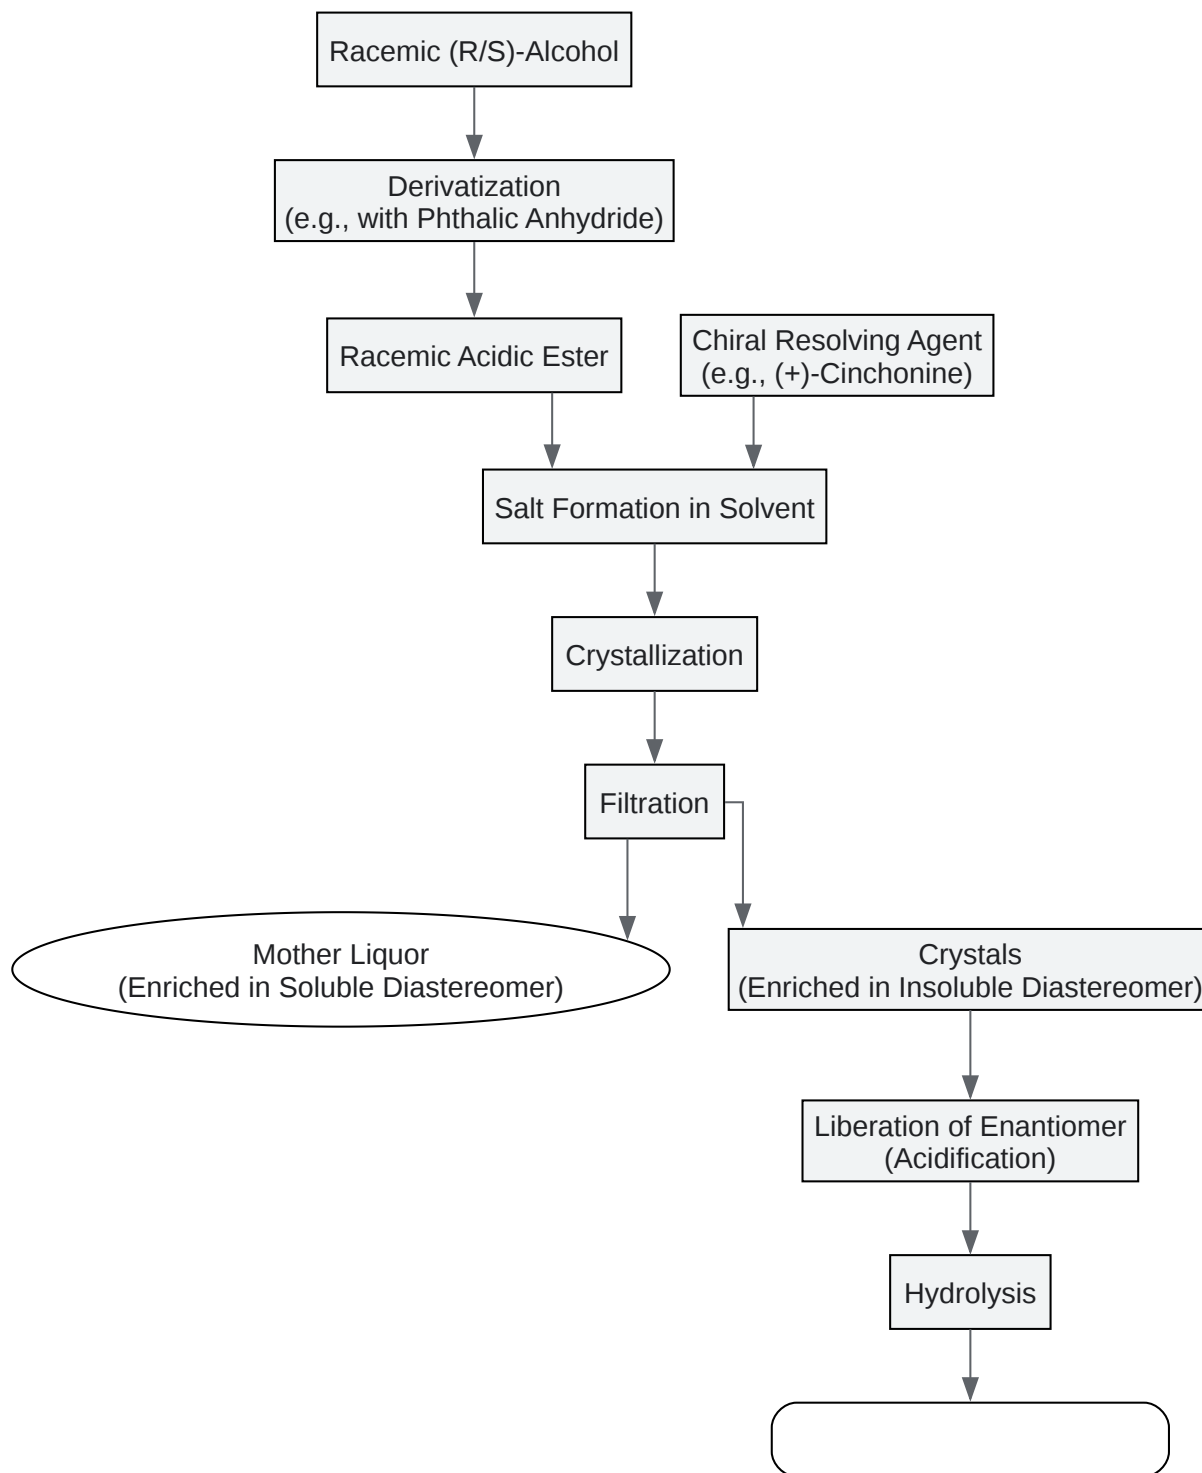 Racemic (R/S)-Alcohol
Derivatization
(e.g., with Phthalic Anhydride)
Racemic Acidic Ester
Chiral Resolving Agent
(e.g., (+)-Cinchonine)
Salt Formation in Solvent
Crystallization
Filtration
Mother Liquor
(Enriched in Soluble Diastereomer)
Crystals
(Enriched in Insoluble Diastereomer)
Liberation of Enantiomer
(Acidification)
Hydrolysis